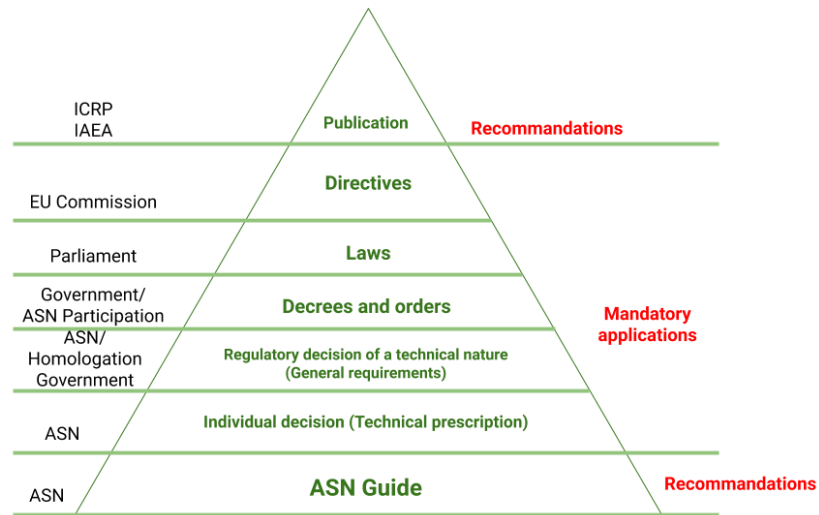 ICRP
IAEA
Publication
Recommandations
EU Commission
Directives
Parliament
Laws
Government/
ASN Participation
Decrees and orders
Mandatory
applications
ASN/
Homologation
Government
Regulatory decision of a technical nature
(General requirements)
ASN
Individual decision (Technical prescription)
ASN
ASN Guide
Recommandations